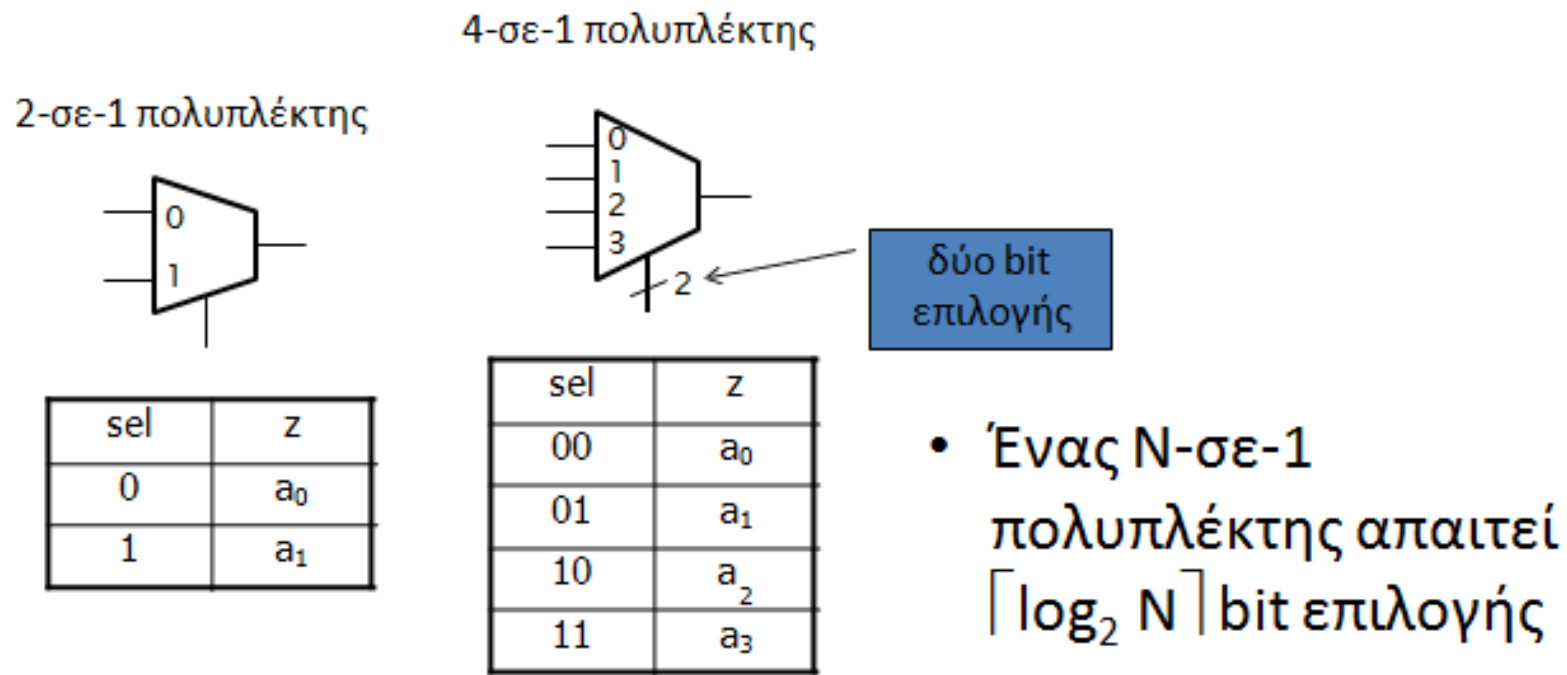 4-σε-1 πολυπλέκτης
2-σε-1 πολυπλέκτης
0
1
0
1
2
3
2
δύο bit
επιλογής
sel z
0 a₀
1 a₁
sel z
00 a₀
01 a₁
10 a₂
11 a₃
• Ένας N-σε-1
πολυπλέκτης απαιτεί
⌈log₂ N⌉ bit επιλογής